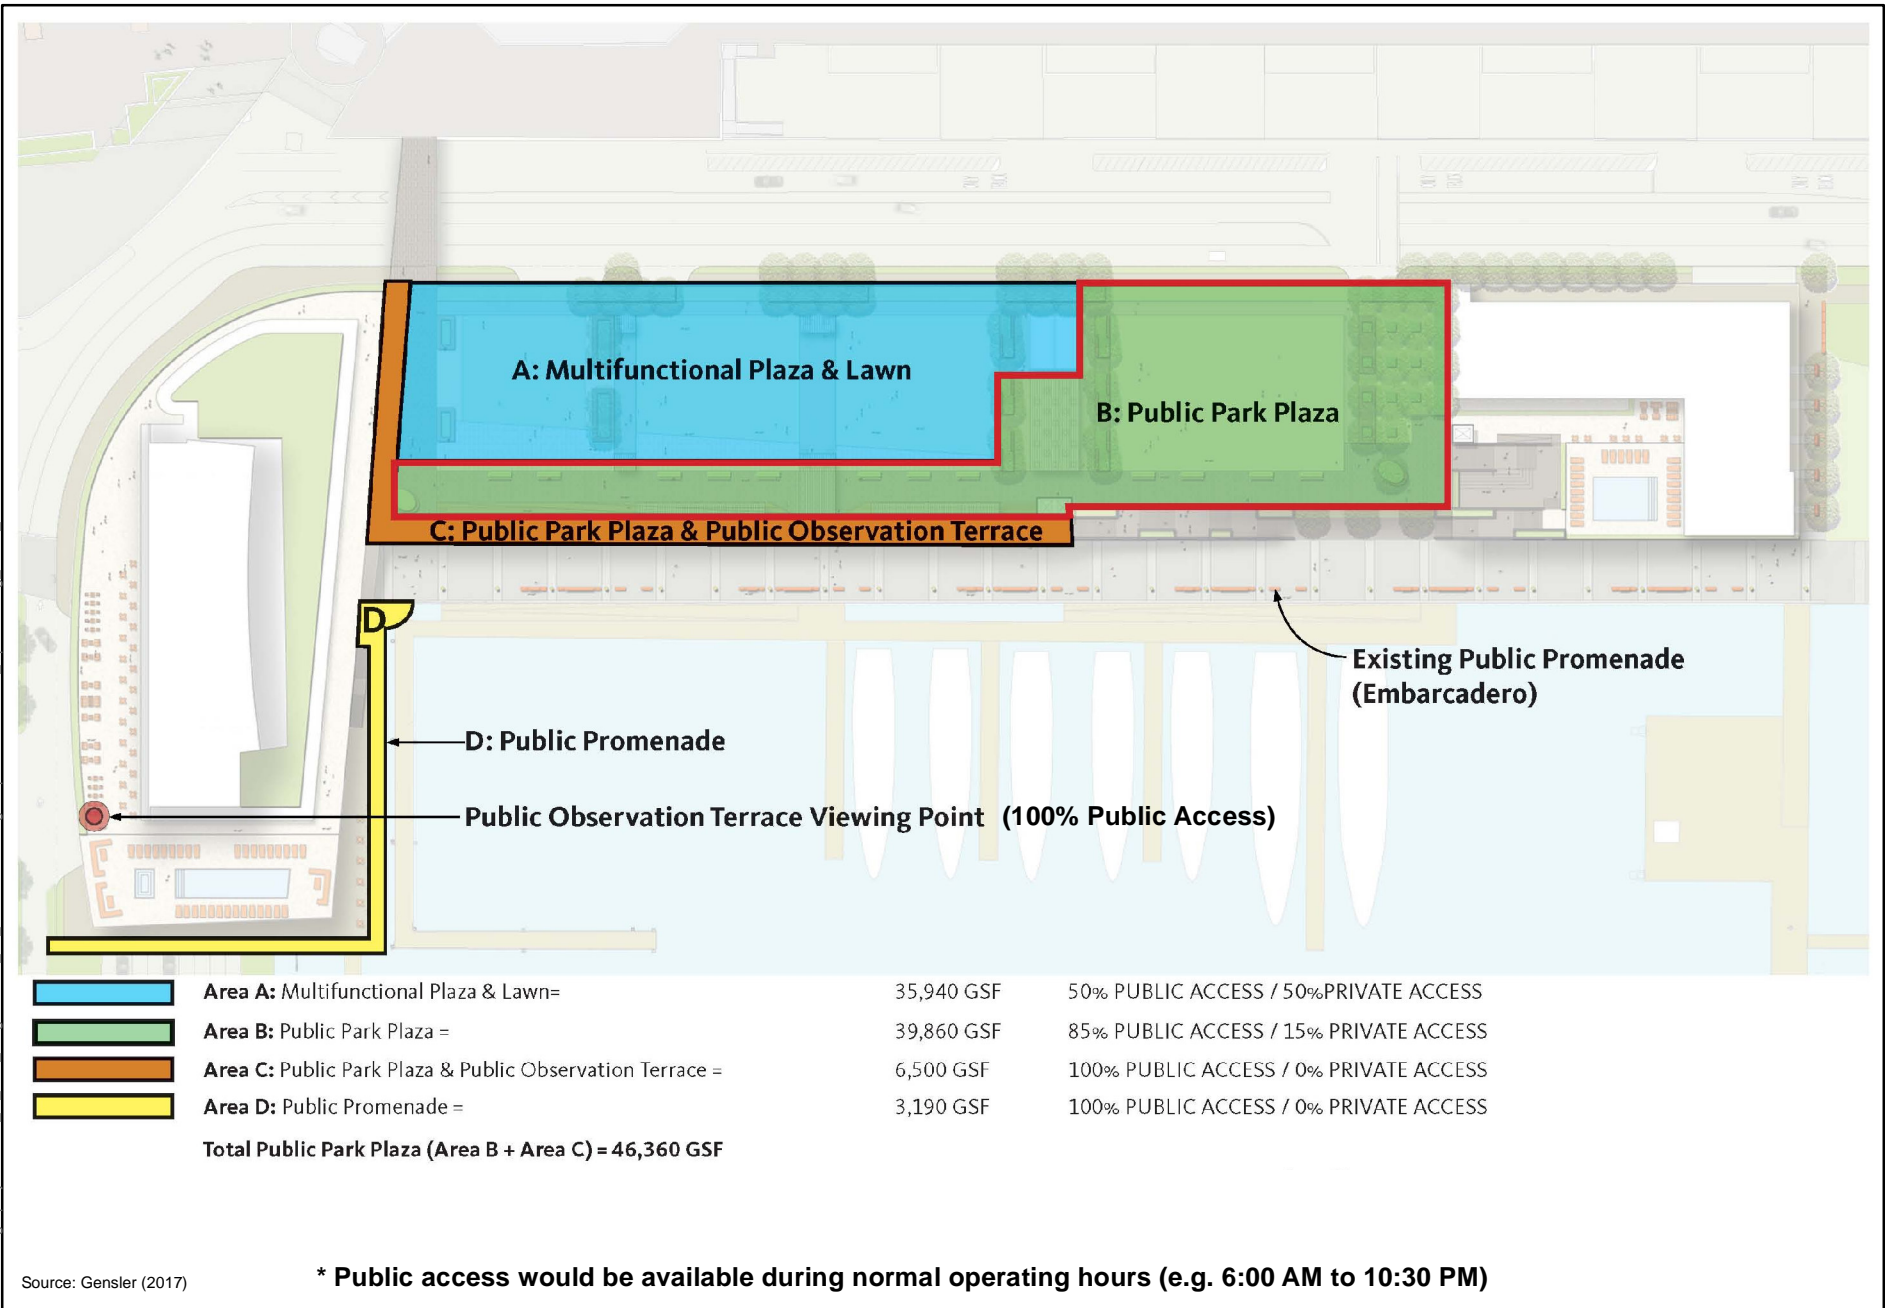 A: Multifunctional Plaza & Lawn
B: Public Park Plaza
C: Public Park Plaza & Public Observation Terrace
D
Existing Public Promenade
(Embarcadero)
D: Public Promenade
Public Observation Terrace Viewing Point (100% Public Access)
Area A: Multifunctional Plaza & Lawn= 35,940 GSF 50% PUBLIC ACCESS / 50%PRIVATE ACCESS
Area B: Public Park Plaza = 39,860 GSF 85% PUBLIC ACCESS / 15% PRIVATE ACCESS
Area C: Public Park Plaza & Public Observation Terrace = 6,500 GSF 100% PUBLIC ACCESS / 0% PRIVATE ACCESS
Area D: Public Promenade = 3,190 GSF 100% PUBLIC ACCESS / 0% PRIVATE ACCESS
Total Public Park Plaza (Area B + Area C) = 46,360 GSF
Source: Gensler (2017)
* Public access would be available during normal operating hours (e.g. 6:00 AM to 10:30 PM)